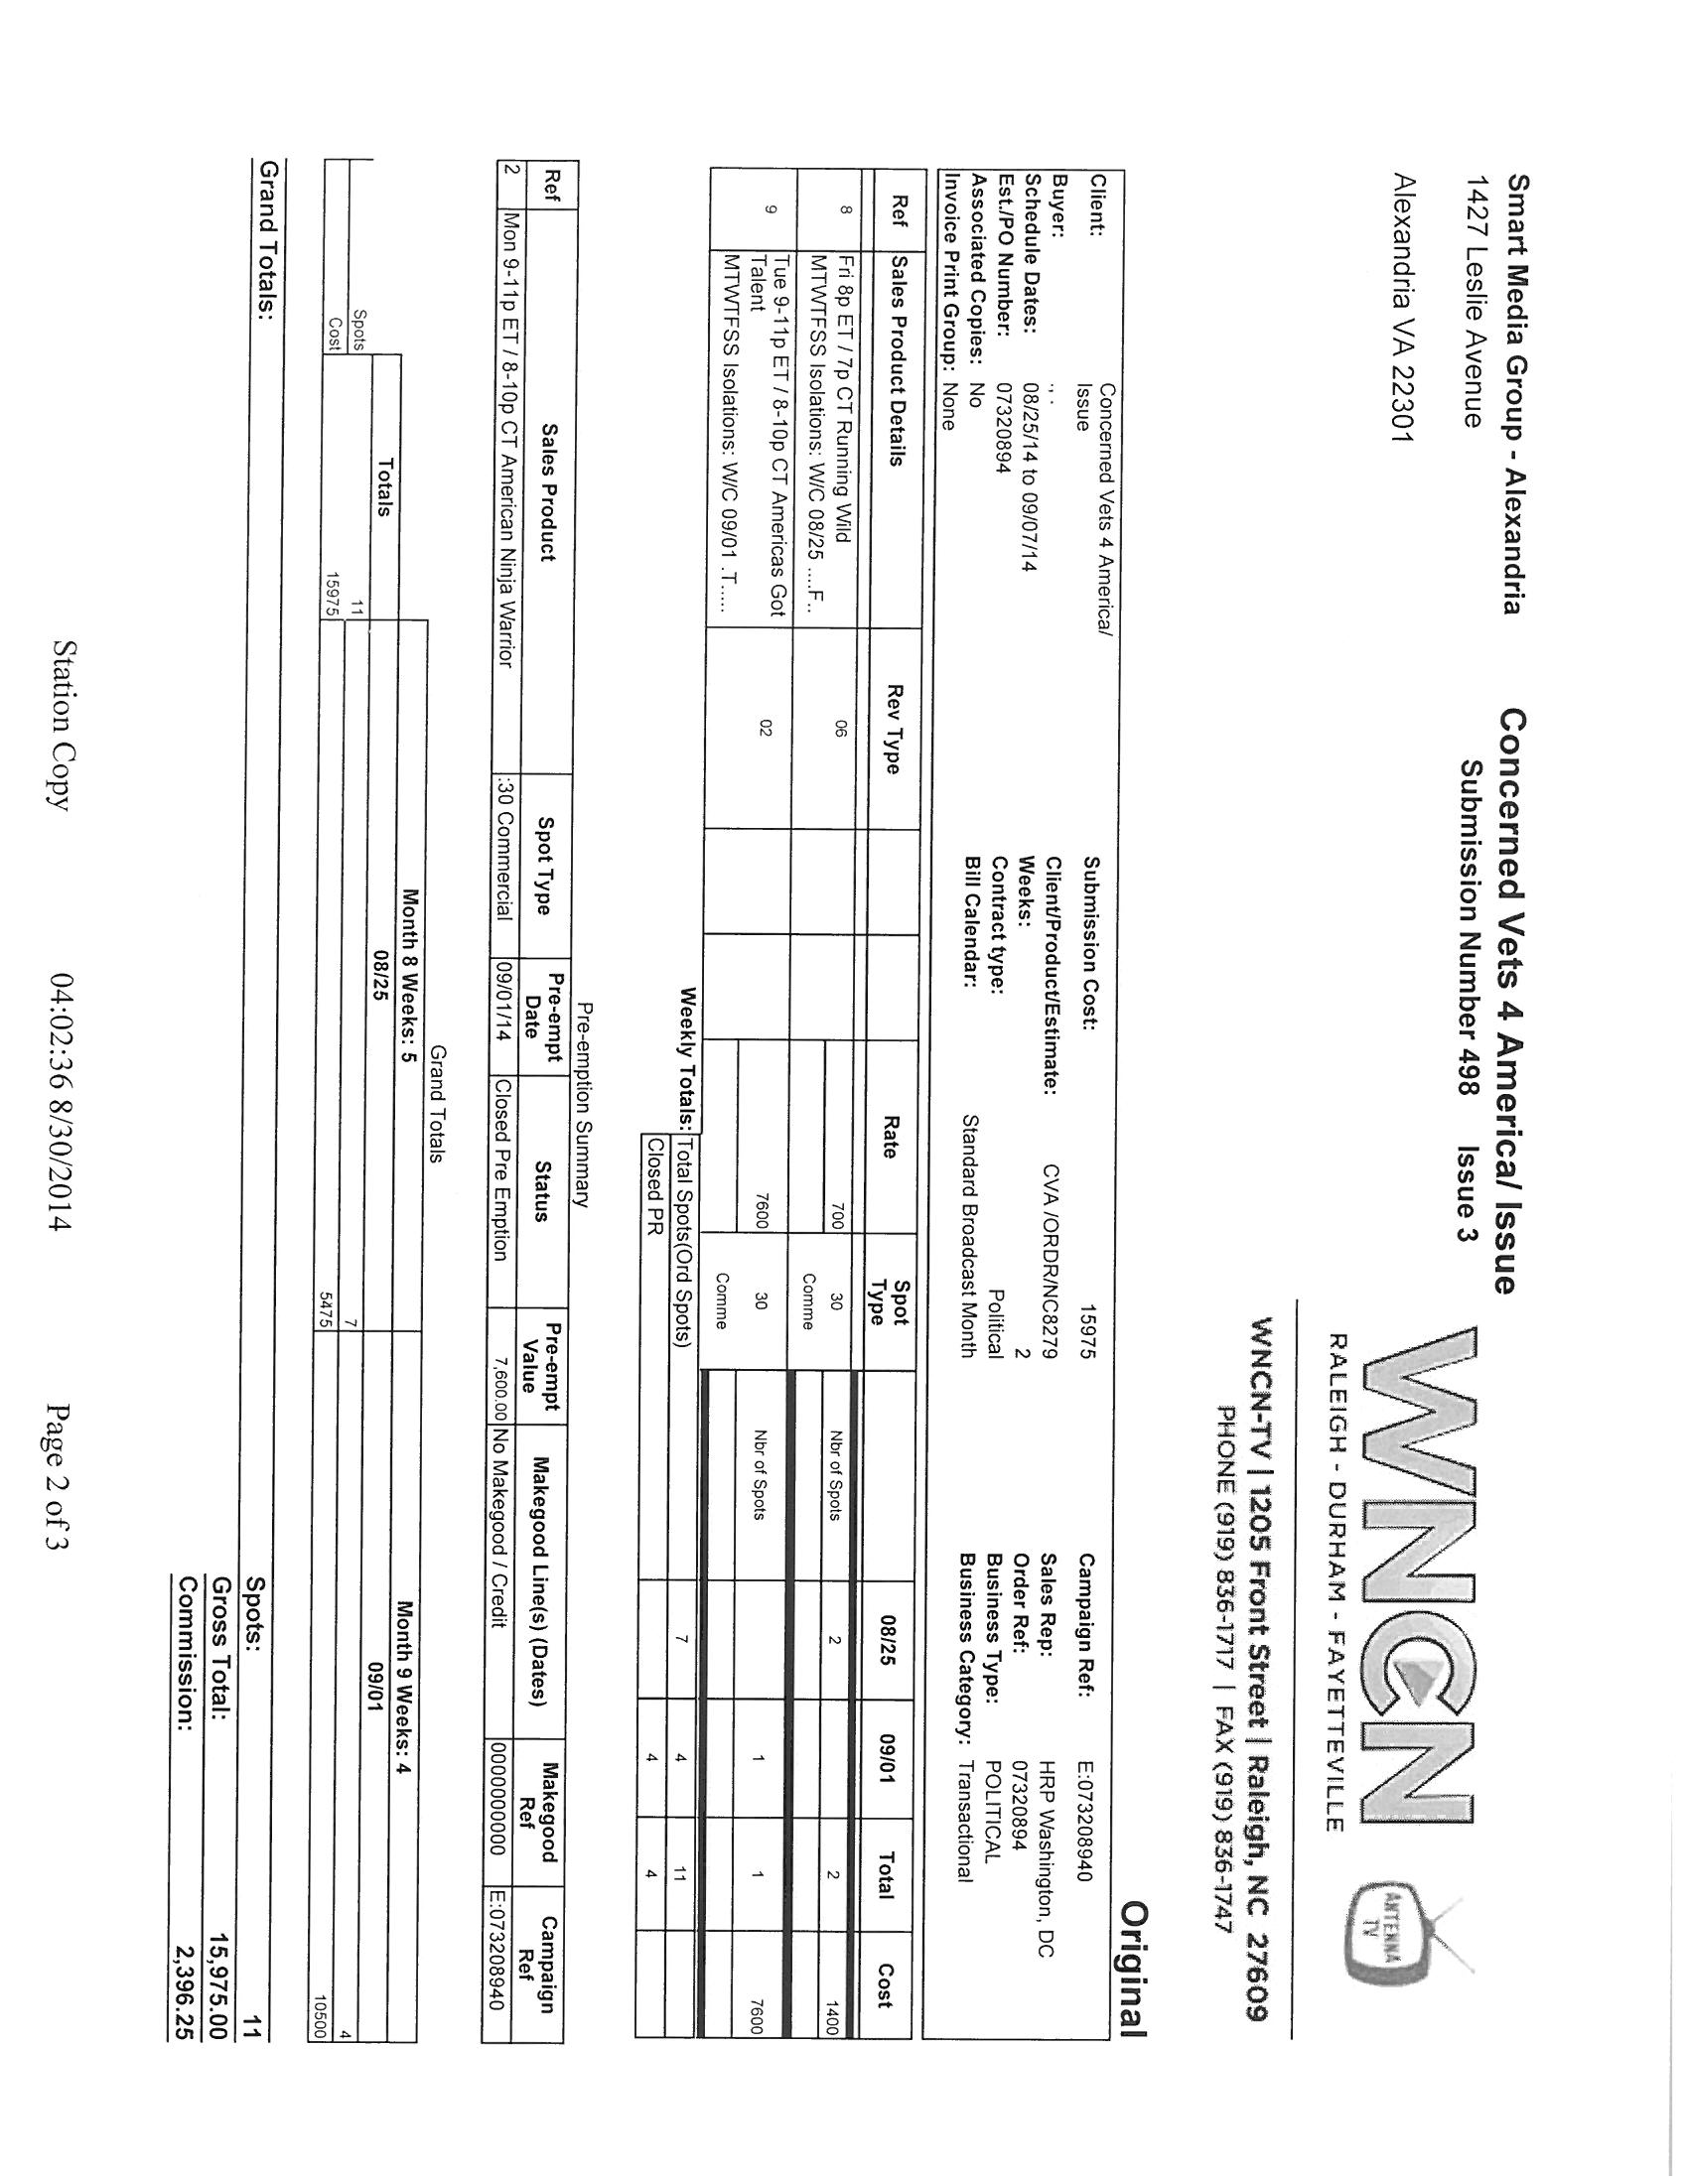 Smart Media Group - Alexandria
1427 Leslie Avenue
Alexandria VA 22301
Concerned Vets 4 America/ Issue
Submission Number 498 Issue 3
WNCN
ANTENNA TV
RALEIGH - DURHAM - FAYETTEVILLE
WNCN-TV | 1205 Front Street | Raleigh, NC 27609
PHONE (919) 836-1717 | FAX (919) 836-1747
Original
Client: Concerned Vets 4 America/ Submission Cost: 15975 Campaign Ref: E:073208940
Issue
Buyer: , . Client/Product/Estimate: CVA /ORDR/NC8279 Sales Rep: HRP Washington, DC
Schedule Dates: 08/25/14 to 09/07/14 Weeks: 2 Order Ref: 07320894
Est./PO Number: 07320894 Contract type: Political Business Type: POLITICAL
Associated Copies: No Bill Calendar: Standard Broadcast Month Business Category: Transactional
Invoice Print Group: None
Ref Sales Product Details Rev Type Rate Spot Type 08/25 09/01 Total Cost
8 Fri 8p ET / 7p CT Running Wild 06 700 30 Nbr of Spots 2 2 1400
MTWTFSS Isolations: W/C 08/25 ....F.. Comme
9 Tue 9-11p ET / 8-10p CT Americas Got 02 7600 30 Nbr of Spots 1 1 7600
Talent
MTWTFSS Isolations: W/C 09/01 .T..... Comme
Weekly Totals: Total Spots(Ord Spots) 7 4 11
Closed PR 4 4
Pre-emption Summary
Ref Sales Product Spot Type Pre-empt Date Status Pre-empt Value Makegood Line(s) (Dates) Makegood Ref Campaign Ref
2 Mon 9-11p ET / 8-10p CT American Ninja Warrior :30 Commercial 09/01/14 Closed Pre Emption 7,600.00 No Makegood / Credit 0000000000 E:073208940
Grand Totals
Month 8 Weeks: 5 Month 9 Weeks: 4
Totals 08/25 09/01
Spots 11 7 4
Cost 15975 5475 10500
Grand Totals:
Spots: 11
Gross Total: 15,975.00
Commission: 2,396.25
Station Copy 04:02:36 8/30/2014 Page 2 of 3